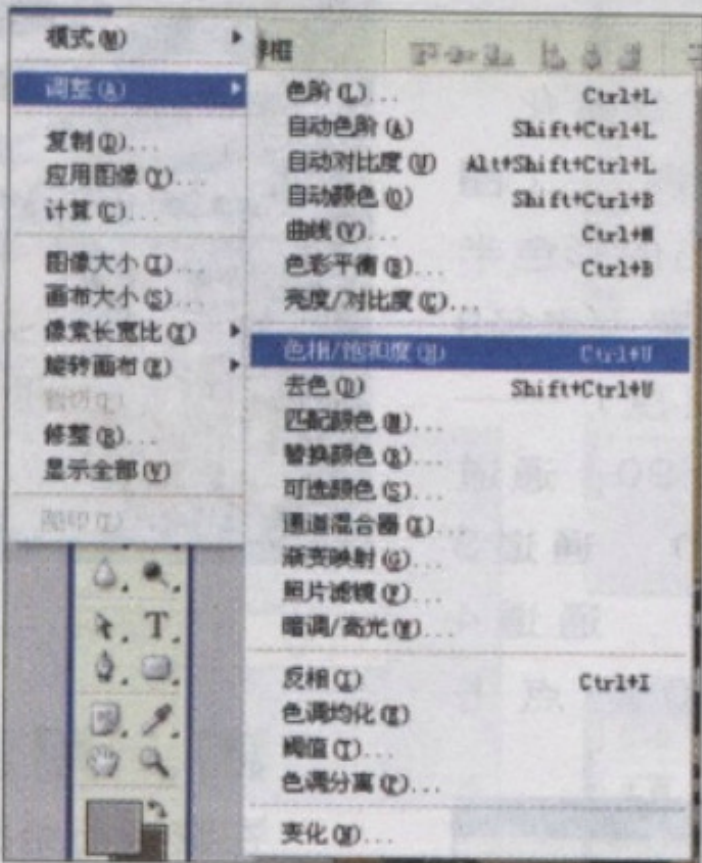 模式(M)
调整(A)
复制(D)...
应用图像(Y)...
计算(C)...
图像大小(I)...
画布大小(S)...
像素长宽比(X)
旋转画布(E)
裁切(P)
修整(R)...
显示全部(V)
陷印(T)...
界框
色阶(L)... Ctrl+L
自动色阶(A) Shift+Ctrl+L
自动对比度(U) Alt+Shift+Ctrl+L
自动颜色(O) Shift+Ctrl+B
曲线(V)... Ctrl+M
色彩平衡(B)... Ctrl+B
亮度/对比度(C)...
色相/饱和度(H)... Ctrl+U
去色(D) Shift+Ctrl+U
匹配颜色(M)...
替换颜色(R)...
可选颜色(S)...
通道混合器(X)...
渐变映射(G)...
照片滤镜(F)...
暗调/高光(W)...
反相(I) Ctrl+I
色调均化(E)
阈值(T)...
色调分离(P)...
变化(N)...
T